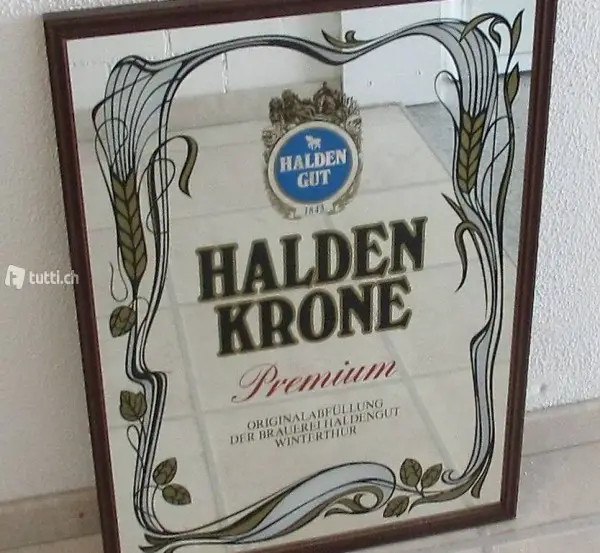 HALDEN
GUT
1843
HALDEN
KRONE
Premium
ORIGINALABFÜLLUNG
DER BRAUEREI HALDENGUT
WINTERTHUR
tutti.ch